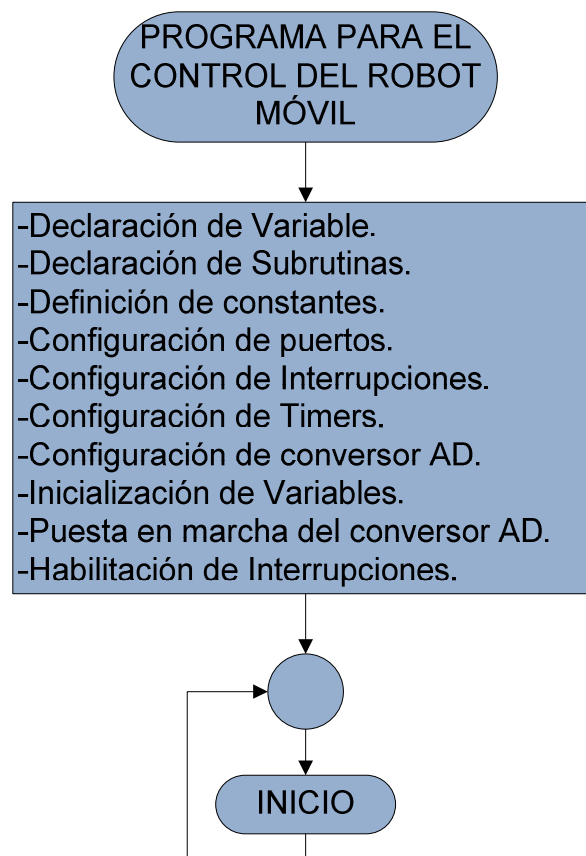 PROGRAMA PARA EL
CONTROL DEL ROBOT
MÓVIL
-Declaración de Variable.
-Declaración de Subrutinas.
-Definición de constantes.
-Configuración de puertos.
-Configuración de Interrupciones.
-Configuración de Timers.
-Configuración de conversor AD.
-Inicialización de Variables.
-Puesta en marcha del conversor AD.
-Habilitación de Interrupciones.
INICIO